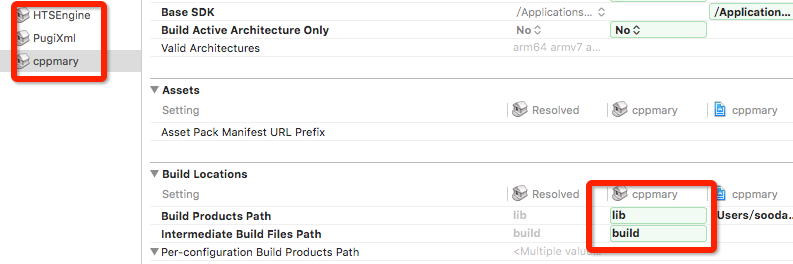 HTSEngine
PugiXml
cppmary
Base SDK /Applications... /Application...
Build Active Architecture Only No No
Valid Architectures arm64 armv7 a...
Assets
Setting Resolved cppmary cppmary
Asset Pack Manifest URL Prefix
Build Locations
Setting Resolved cppmary cppmary
Build Products Path lib lib Users/sooda...
Intermediate Build Files Path build build
Per-configuration Build Products Path <Multiple value...